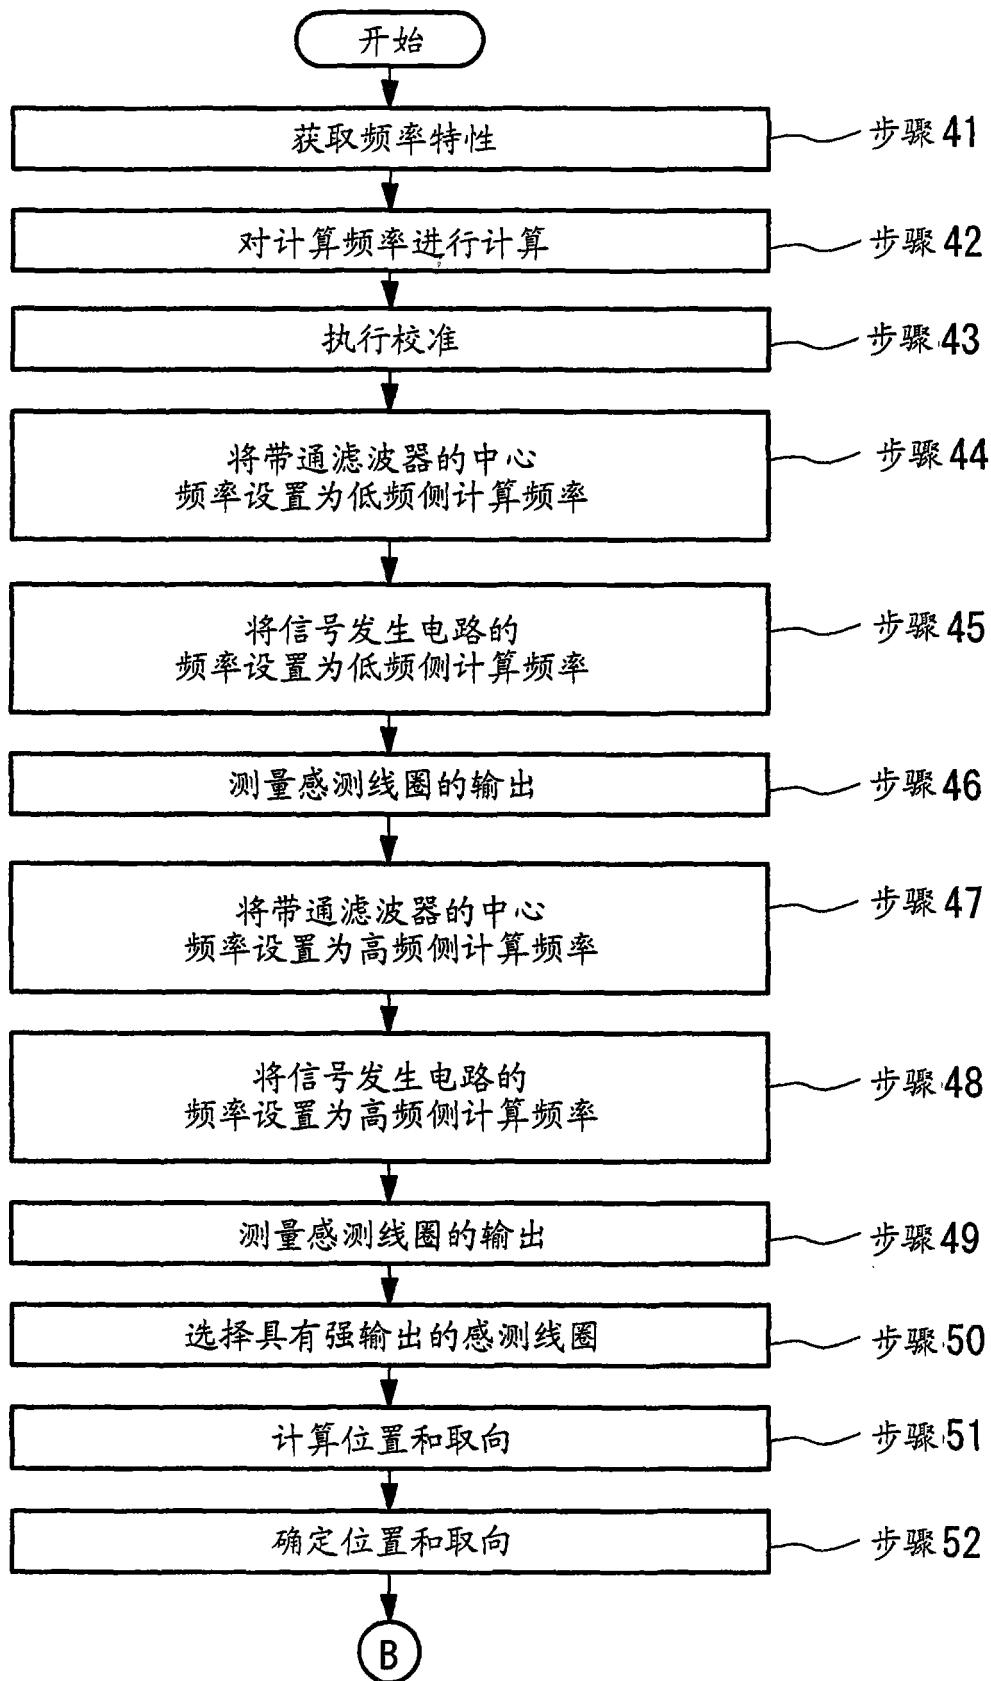 开始
获取频率特性
步骤41
对计算频率进行计算
步骤42
执行校准
步骤43
将带通滤波器的中心
频率设置为低频侧计算频率
步骤44
将信号发生电路的
频率设置为低频侧计算频率
步骤45
测量感测线圈的输出
步骤46
将带通滤波器的中心
频率设置为高频侧计算频率
步骤47
将信号发生电路的
频率设置为高频侧计算频率
步骤48
测量感测线圈的输出
步骤49
选择具有强输出的感测线圈
步骤50
计算位置和取向
步骤51
确定位置和取向
步骤52
B